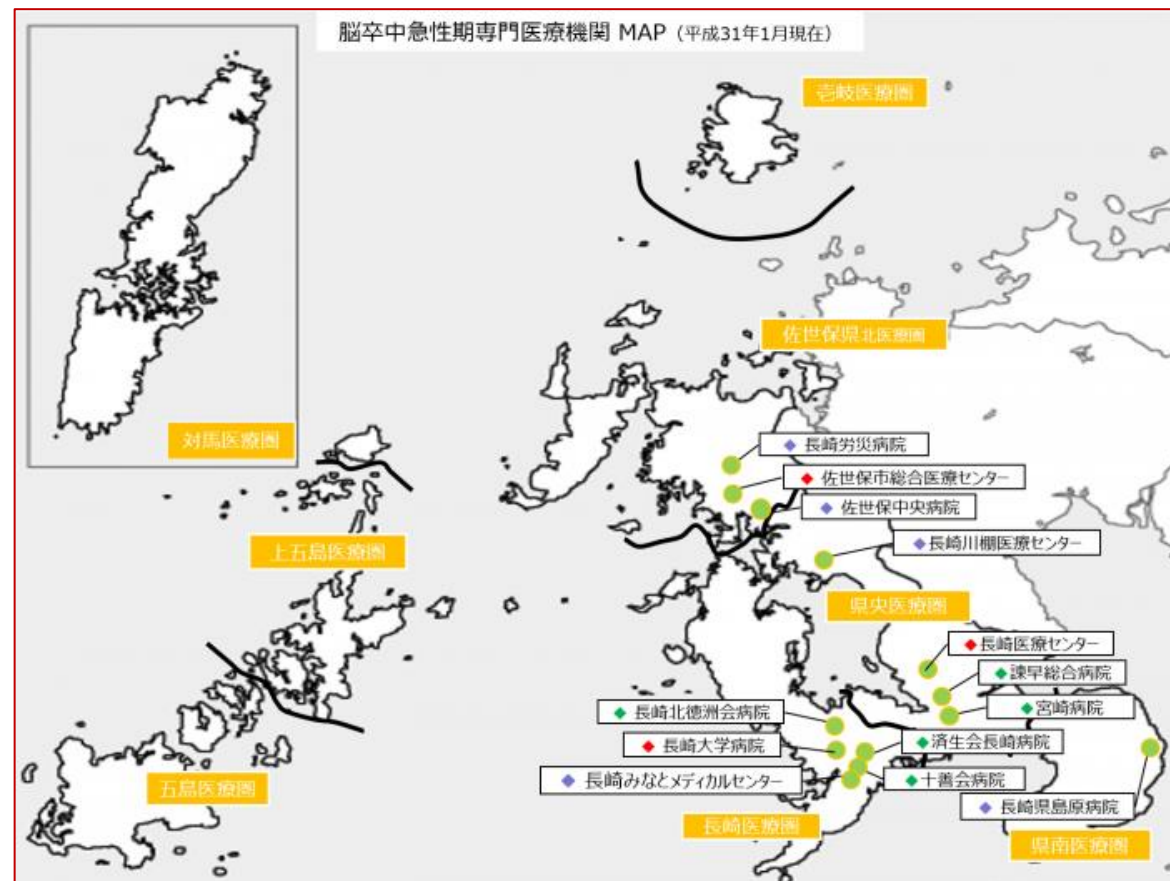 脳卒中急性期専門医療機関 MAP（平成31年1月現在）
壱岐医療圏
佐世保県北医療圏
対馬医療圏
◆ 長崎労災病院
◆ 佐世保市総合医療センター
◆ 佐世保中央病院
上五島医療圏
◆ 長崎川棚医療センター
県央医療圏
◆ 長崎医療センター
◆ 諫早総合病院
◆ 長崎北徳洲会病院
◆ 宮崎病院
◆ 長崎大学病院
◆ 済生会長崎病院
◆ 長崎みなとメディカルセンター
◆ 十善会病院
五島医療圏
◆ 長崎県島原病院
長崎医療圏
県南医療圏